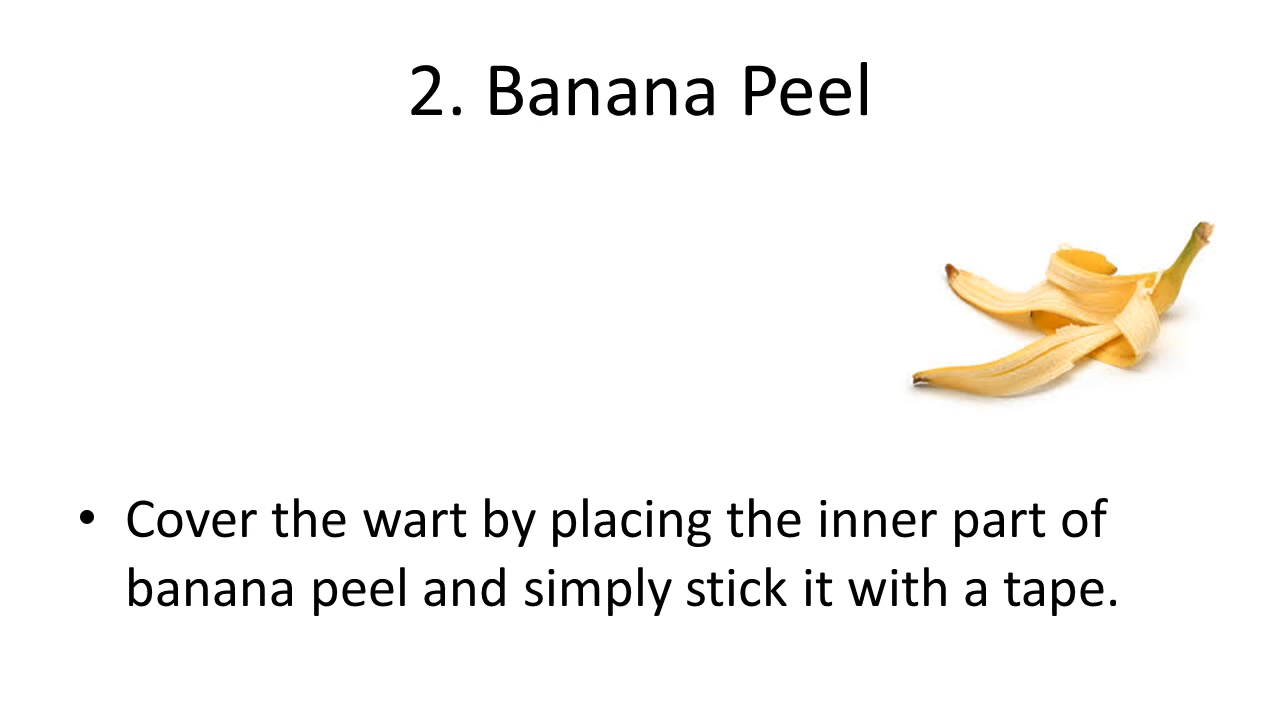 2. Banana Peel
• Cover the wart by placing the inner part of
banana peel and simply stick it with a tape.